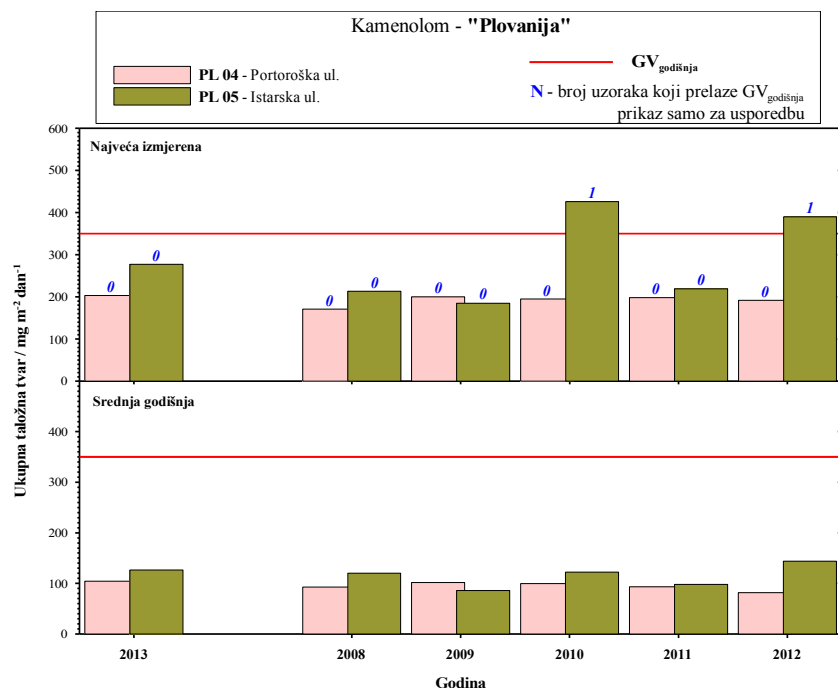 Kamenolom - "Plovanija"
PL 04 - Portoroška ul.
PL 05 - Istarska ul.
GVgodišnja
N - broj uzoraka koji prelaze GVgodišnja
prikaz samo za usporedbu
Ukupna taložna tvar / mg m-2 dan-1
600
500
400
300
200
100
0
Najveća izmjerena
0 0 0 0 0 0 0 1 0 0 0 1
Srednja godišnja
400
300
200
100
0
2013 2008 2009 2010 2011 2012
Godina